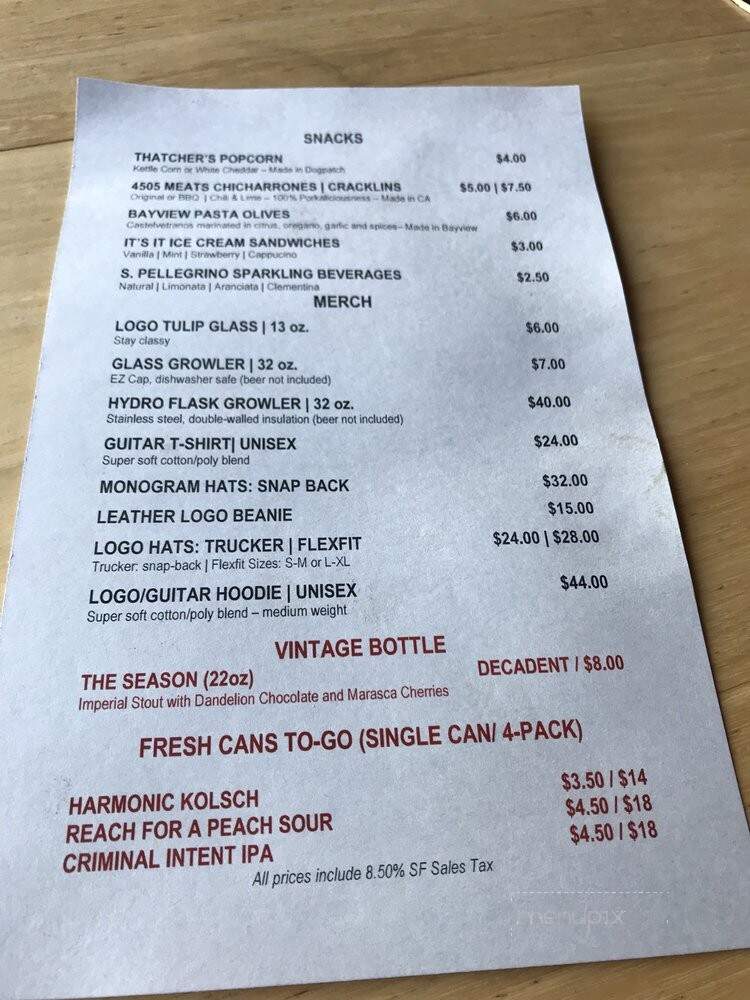 SNACKS
THATCHER'S POPCORN $4.00
Kettle Corn or White Cheddar – Made in Dogpatch
4505 MEATS CHICHARRONES | CRACKLINS $5.00 | $7.50
Original or BBQ | Chili & Lime – 100% Porkaliciousness – Made in CA
BAYVIEW PASTA OLIVES $6.00
Castelvetranos marinated in citrus, oregano, garlic and spices– Made in Bayview
IT'S IT ICE CREAM SANDWICHES $3.00
Vanilla | Mint | Strawberry | Cappucino
S. PELLEGRINO SPARKLING BEVERAGES $2.50
Natural | Limonata | Aranciata | Clementina
MERCH
LOGO TULIP GLASS | 13 oz. $6.00
Stay classy
GLASS GROWLER | 32 oz. $7.00
EZ Cap, dishwasher safe (beer not included)
HYDRO FLASK GROWLER | 32 oz. $40.00
Stainless steel, double-walled insulation (beer not included)
GUITAR T-SHIRT| UNISEX $24.00
Super soft cotton/poly blend
MONOGRAM HATS: SNAP BACK $32.00
LEATHER LOGO BEANIE $15.00
LOGO HATS: TRUCKER | FLEXFIT $24.00 | $28.00
Trucker: snap-back | Flexfit Sizes: S-M or L-XL
LOGO/GUITAR HOODIE | UNISEX $44.00
Super soft cotton/poly blend – medium weight
VINTAGE BOTTLE
THE SEASON (22oz) DECADENT / $8.00
Imperial Stout with Dandelion Chocolate and Marasca Cherries
FRESH CANS TO-GO (SINGLE CAN/ 4-PACK)
HARMONIC KOLSCH $3.50 / $14
REACH FOR A PEACH SOUR $4.50 / $18
CRIMINAL INTENT IPA $4.50 / $18
All prices include 8.50% SF Sales Tax
menupix